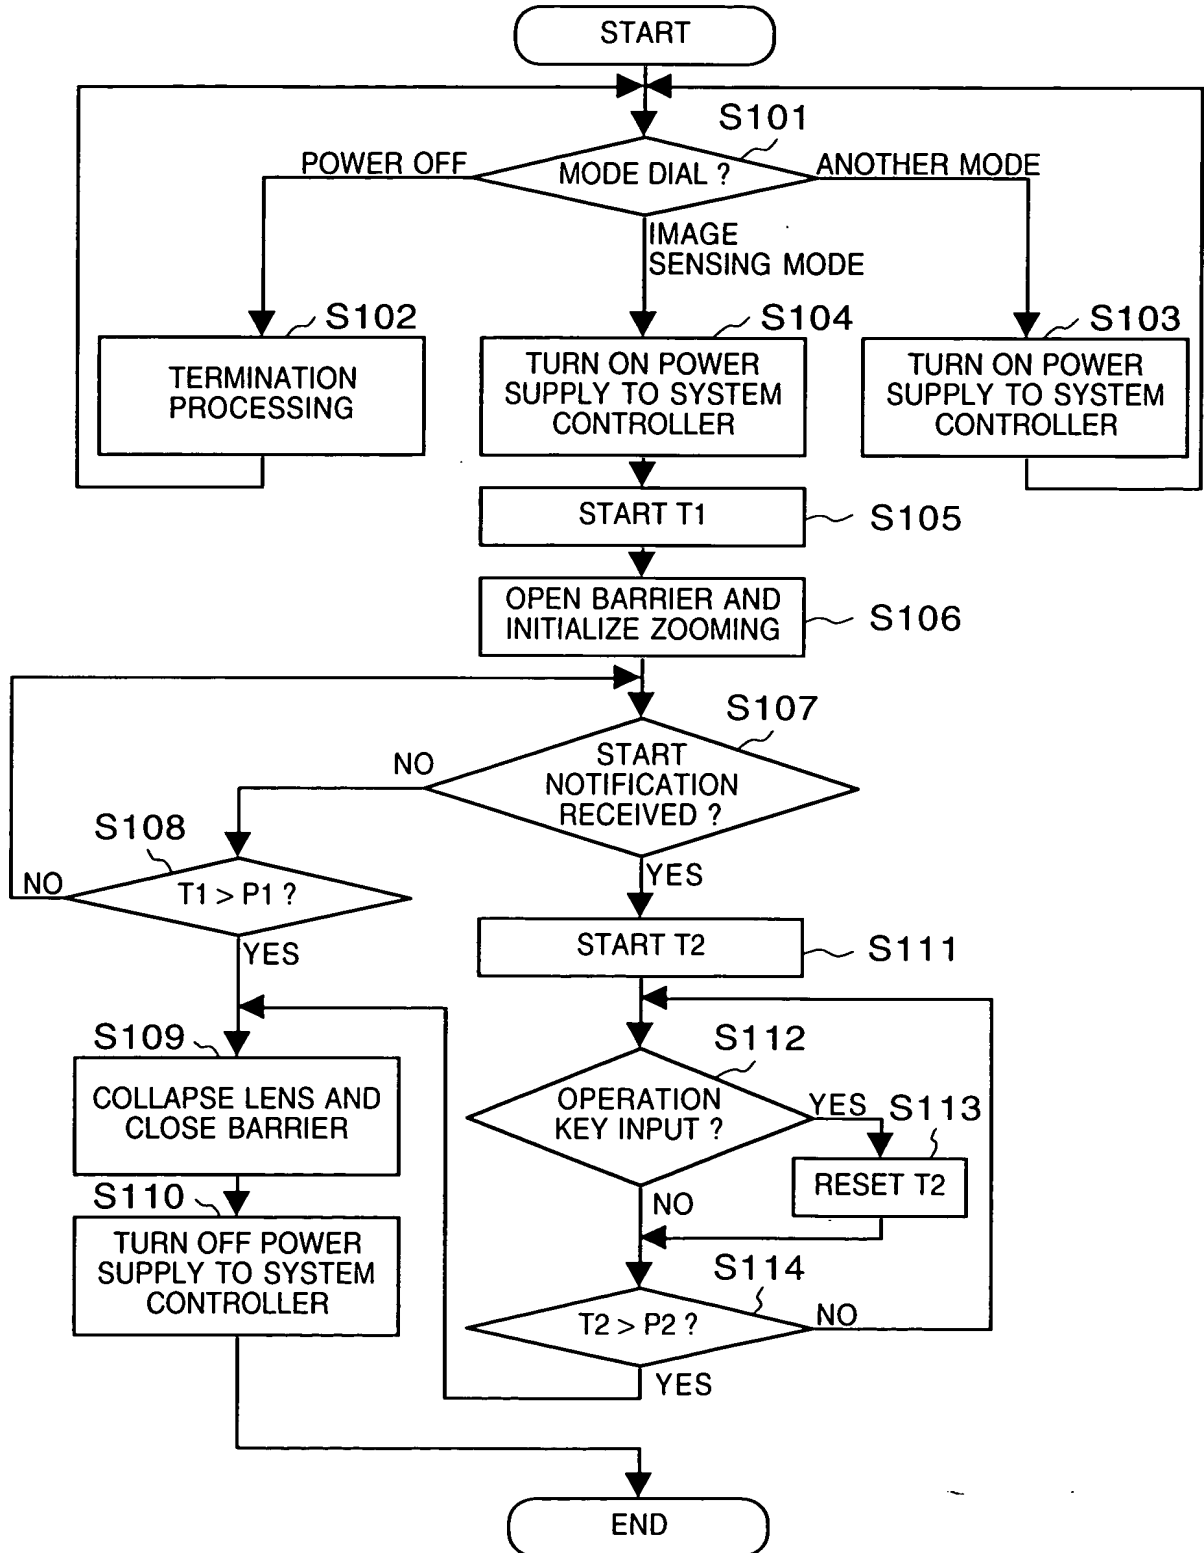 START
S101
POWER OFF
MODE DIAL ?
ANOTHER MODE
IMAGE
SENSING MODE
S102
S104
S103
TERMINATION
PROCESSING
TURN ON POWER
SUPPLY TO SYSTEM
CONTROLLER
TURN ON POWER
SUPPLY TO SYSTEM
CONTROLLER
START T1
S105
OPEN BARRIER AND
INITIALIZE ZOOMING
S106
S107
NO
START
NOTIFICATION
RECEIVED ?
S108
NO
T1 > P1 ?
YES
YES
START T2
S111
S109
COLLAPSE LENS AND
CLOSE BARRIER
S112
OPERATION
KEY INPUT ?
YES
S113
RESET T2
NO
S110
TURN OFF POWER
SUPPLY TO SYSTEM
CONTROLLER
S114
T2 > P2 ?
NO
YES
END